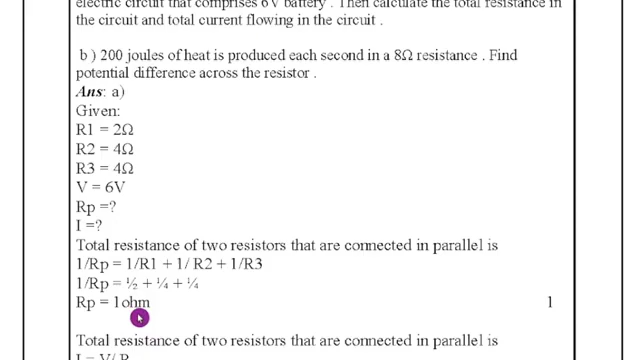 electric circuit that comprises 6V battery . Then calculate the total resistance in
the circuit and total current flowing in the circuit .
b ) 200 joules of heat is produced each second in a 8Ω resistance . Find
potential difference across the resistor .
Ans: a)
Given:
R1 = 2Ω
R2 = 4Ω
R3 = 4Ω
V = 6V
Rp =?
I =?
Total resistance of two resistors that are connected in parallel is
1/Rp = 1/R1 + 1/ R2 + 1/R3
1/Rp = ½ + ¼ + ¼
Rp = 1ohm 1
Total resistance of two resistors that are connected in parallel is
I = V/ R